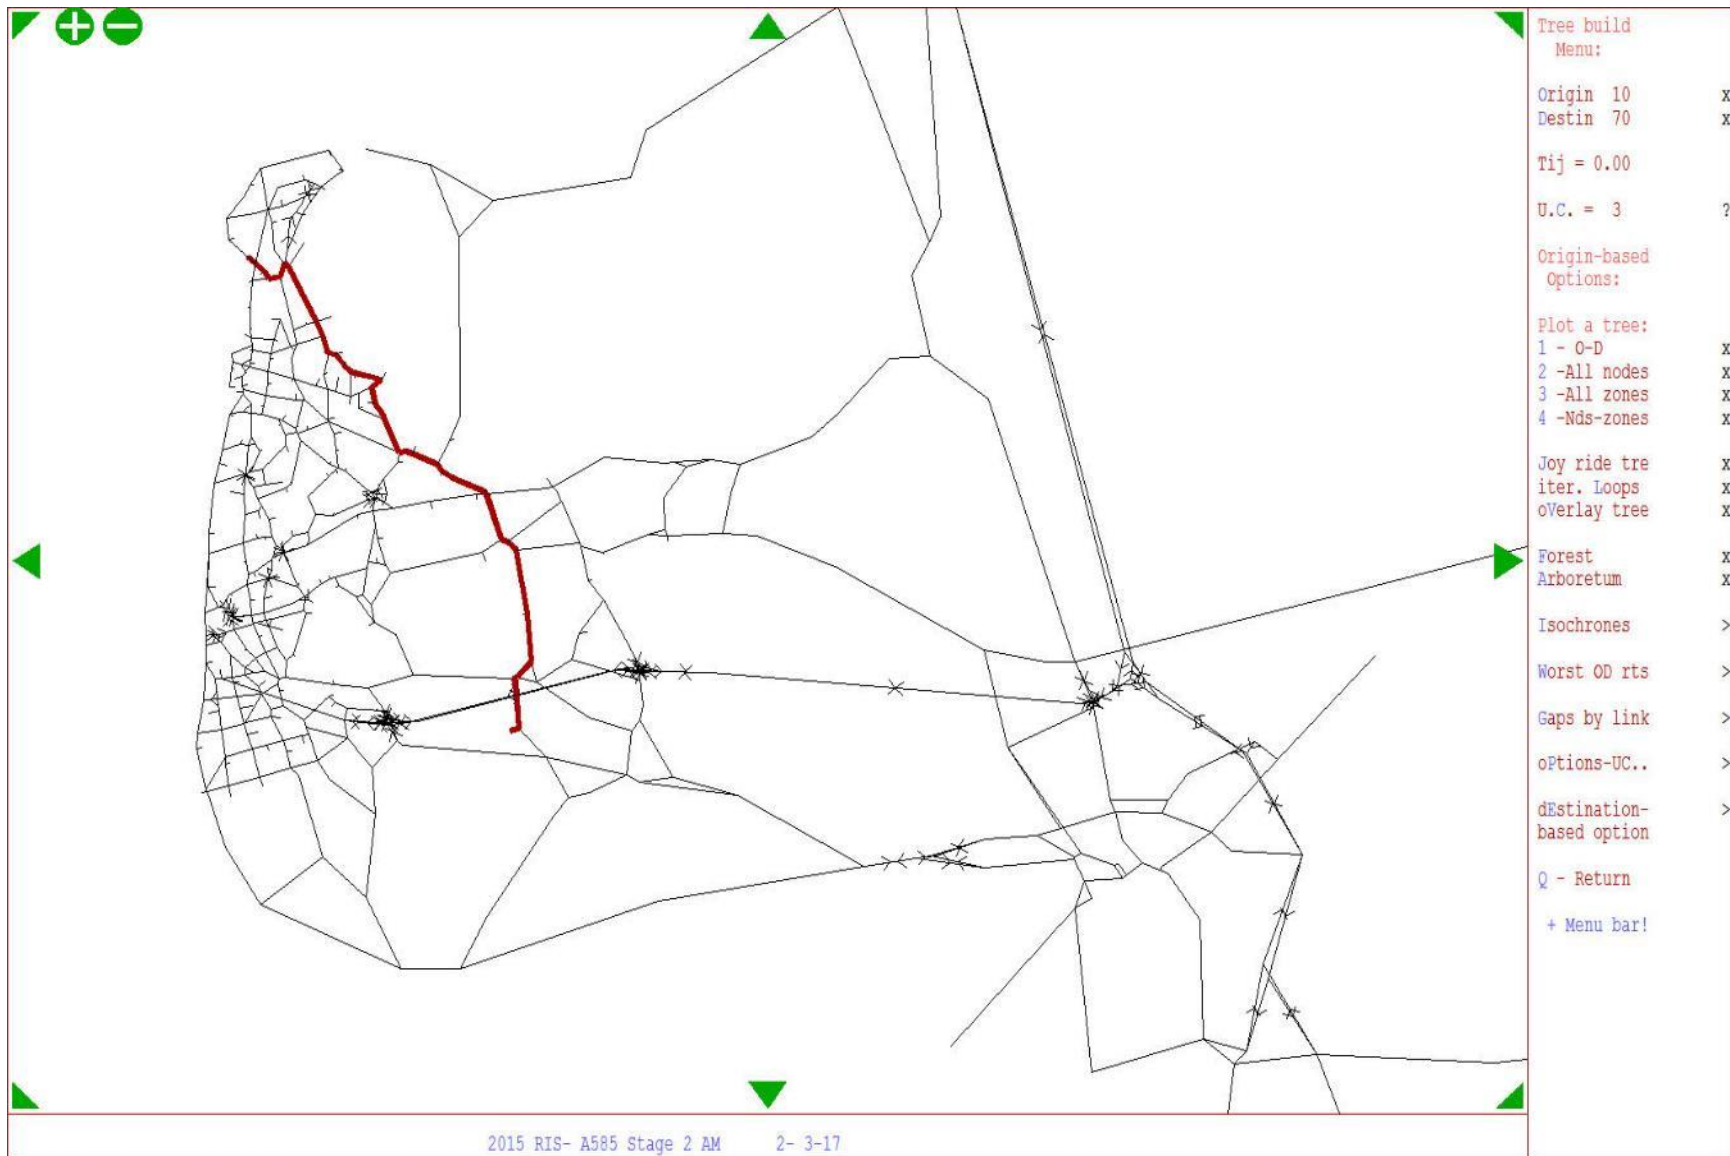 Tree build
Menu:
Origin 10 x
Destin 70 x
Tij = 0.00
U.C. = 3 ?
Origin-based
Options:
Plot a tree:
1 - O-D x
2 -All nodes x
3 -All zones x
4 -Nds-zones x
Joy ride tre x
iter. Loops x
oVerlay tree x
Forest x
Arboretum x
Isochrones >
Worst OD rts >
Gaps by link >
oPtions-UC.. >
dEstination- >
based option
Q - Return
+ Menu bar!
2015 RIS- A585 Stage 2 AM 2- 3-17